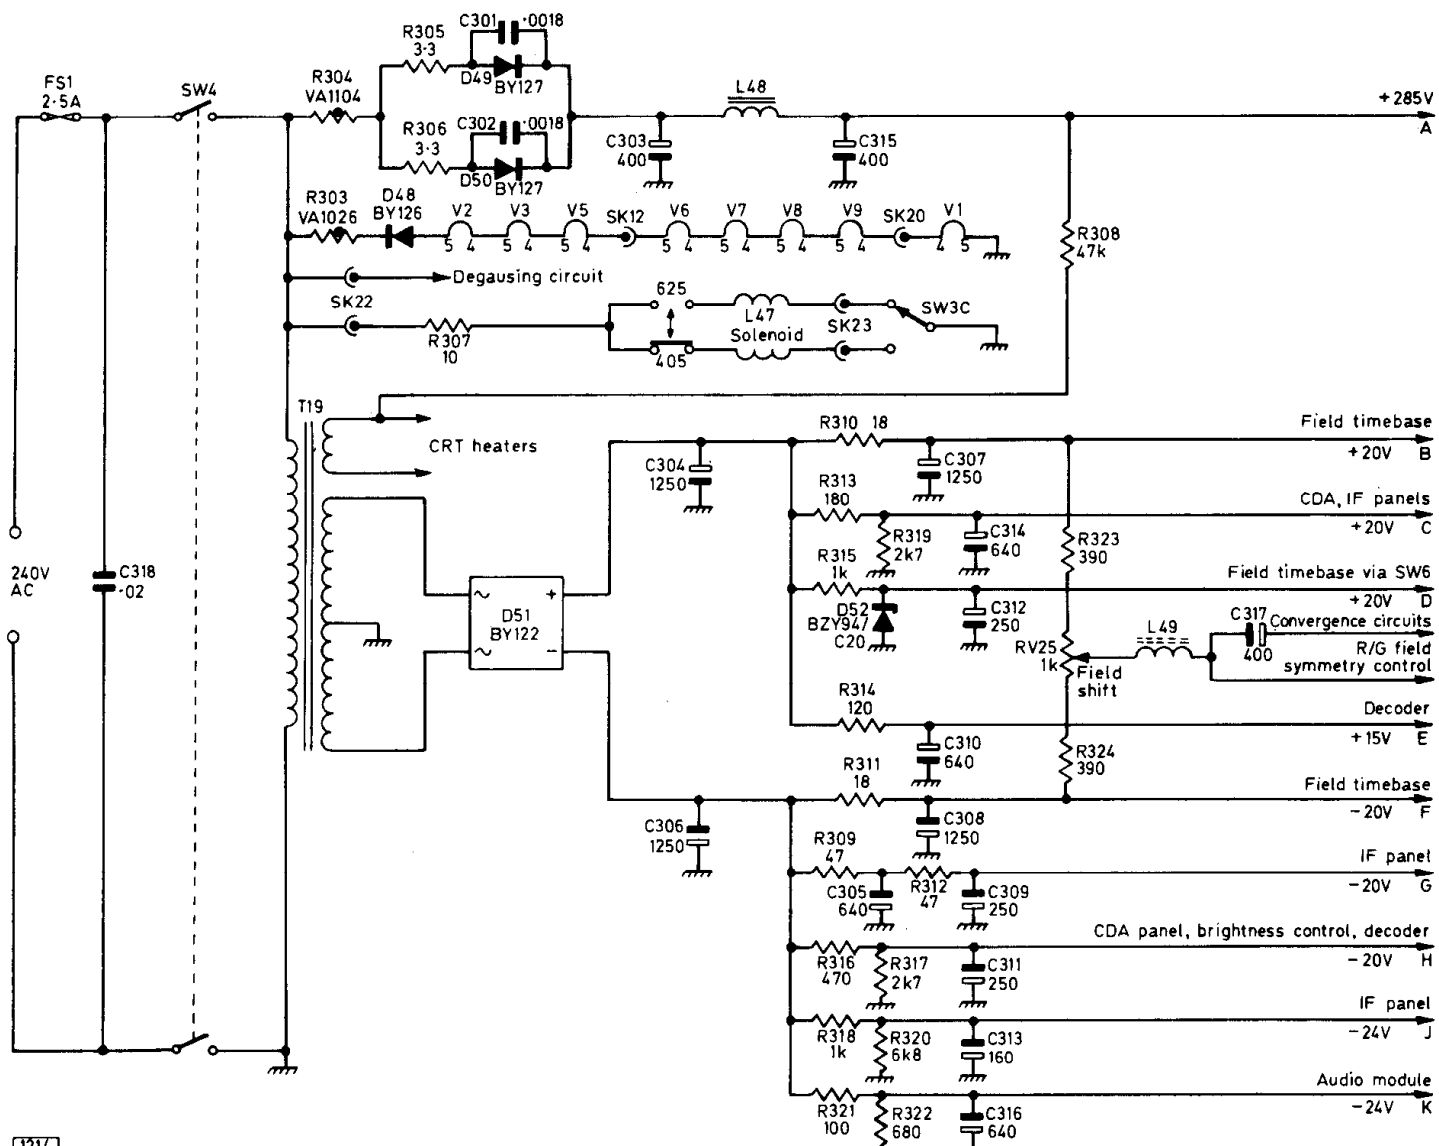 C301 ·0018
R305
3·3
FS1
2·5A
SW4
R304
VA1104
D49
BY127
L48
+285V
A
C302 ·0018
R306
3·3
C303
400
C315
400
D50
BY127
R303
VA1026
D48
BY126
V2
V3
V5
SK12
V6
V7
V8
V9
SK20
V1
5 4
5 4
5 4
5 4
5 4
5 4
5 4
4 5
R308
47k
Degausing circuit
SK22
625
L47
Solenoid
SK23
SW3C
R307
10
405
T19
CRT heaters
R310 18
Field timebase
+20V B
C304
1250
C307
1250
R313
180
CDA, IF panels
+20V C
R319
2k7
C314
640
R323
390
R315
1k
Field timebase via SW6
+20V D
240V
AC
C318
·02
D51
BY122
~
~
+
−
D52
BZY94/
C20
C312
250
C317
400
Convergence circuits
L49
R/G field
symmetry control
RV25
1k
Field
shift
R314
120
Decoder
+15V E
C310
640
R324
390
R311
18
Field timebase
−20V F
C306
1250
C308
1250
R309
47
IF panel
−20V G
C305
640
R312
47
C309
250
CDA panel, brightness control, decoder
−20V H
R316
470
R317
2k7
C311
250
IF panel
−24V J
R318
1k
R320
6k8
C313
160
Audio module
−24V K
R321
100
R322
680
C316
640